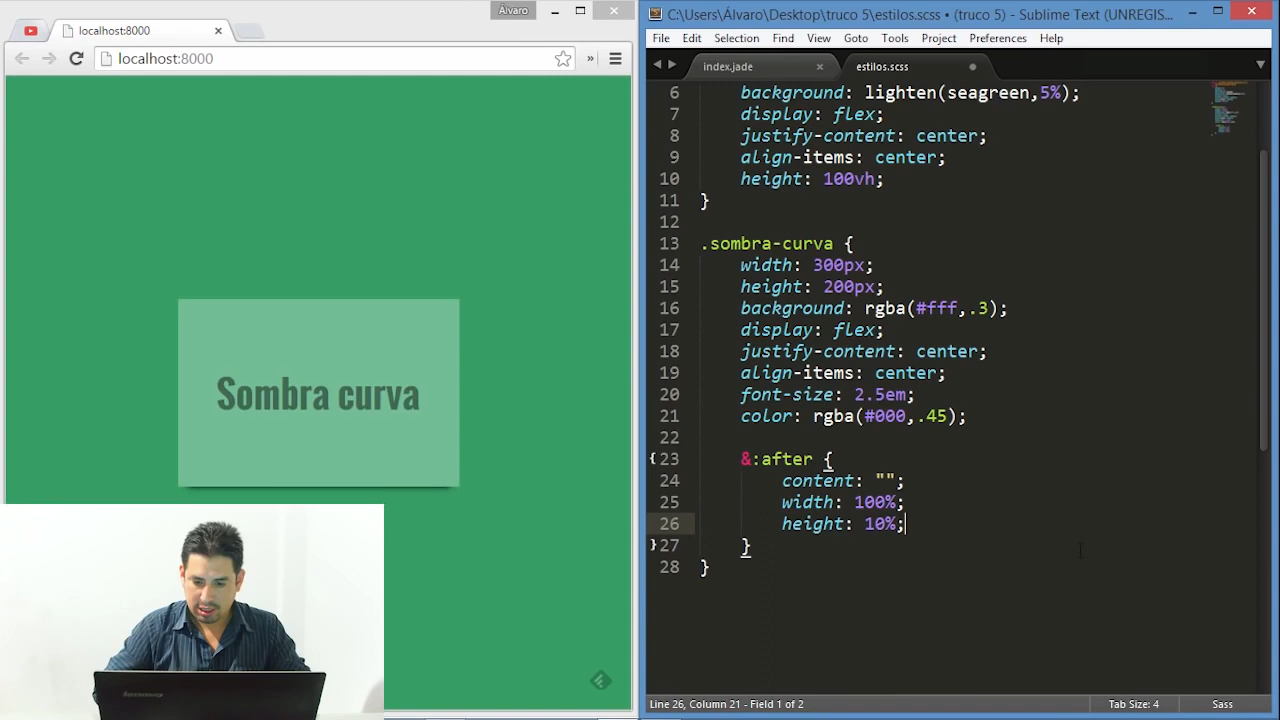 Álvaro
localhost:8000
localhost:8000
Sombra curva
C:\Users\Álvaro\Desktop\truco 5\estilos.scss • (truco 5) - Sublime Text (UNREGIS...
File Edit Selection Find View Goto Tools Project Preferences Help
index.jade estilos.scss
6 background: lighten(seagreen,5%);
7 display: flex;
8 justify-content: center;
9 align-items: center;
10 height: 100vh;
11 }
12
13 .sombra-curva {
14 width: 300px;
15 height: 200px;
16 background: rgba(#fff,.3);
17 display: flex;
18 justify-content: center;
19 align-items: center;
20 font-size: 2.5em;
21 color: rgba(#000,.45);
22
23 &:after {
24 content: "";
25 width: 100%;
26 height: 10%;
27 }
28 }
Line 26, Column 21 - Field 1 of 2 Tab Size: 4 Sass